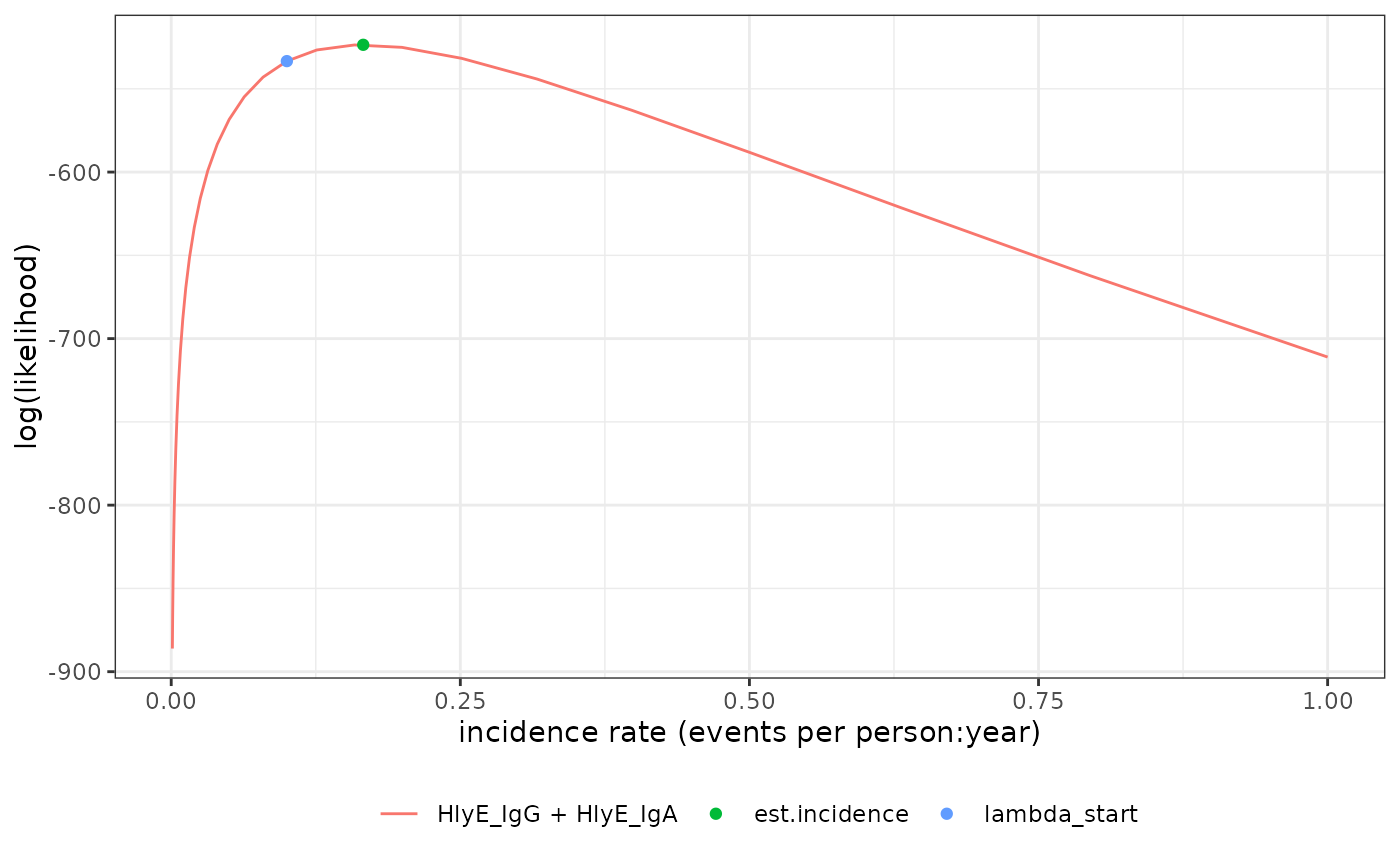 log(likelihood)
-600
-700
-800
-900
0.00 0.25 0.50 0.75 1.00
incidence rate (events per person:year)
HlyE_IgG + HlyE_IgA est.incidence lambda_start